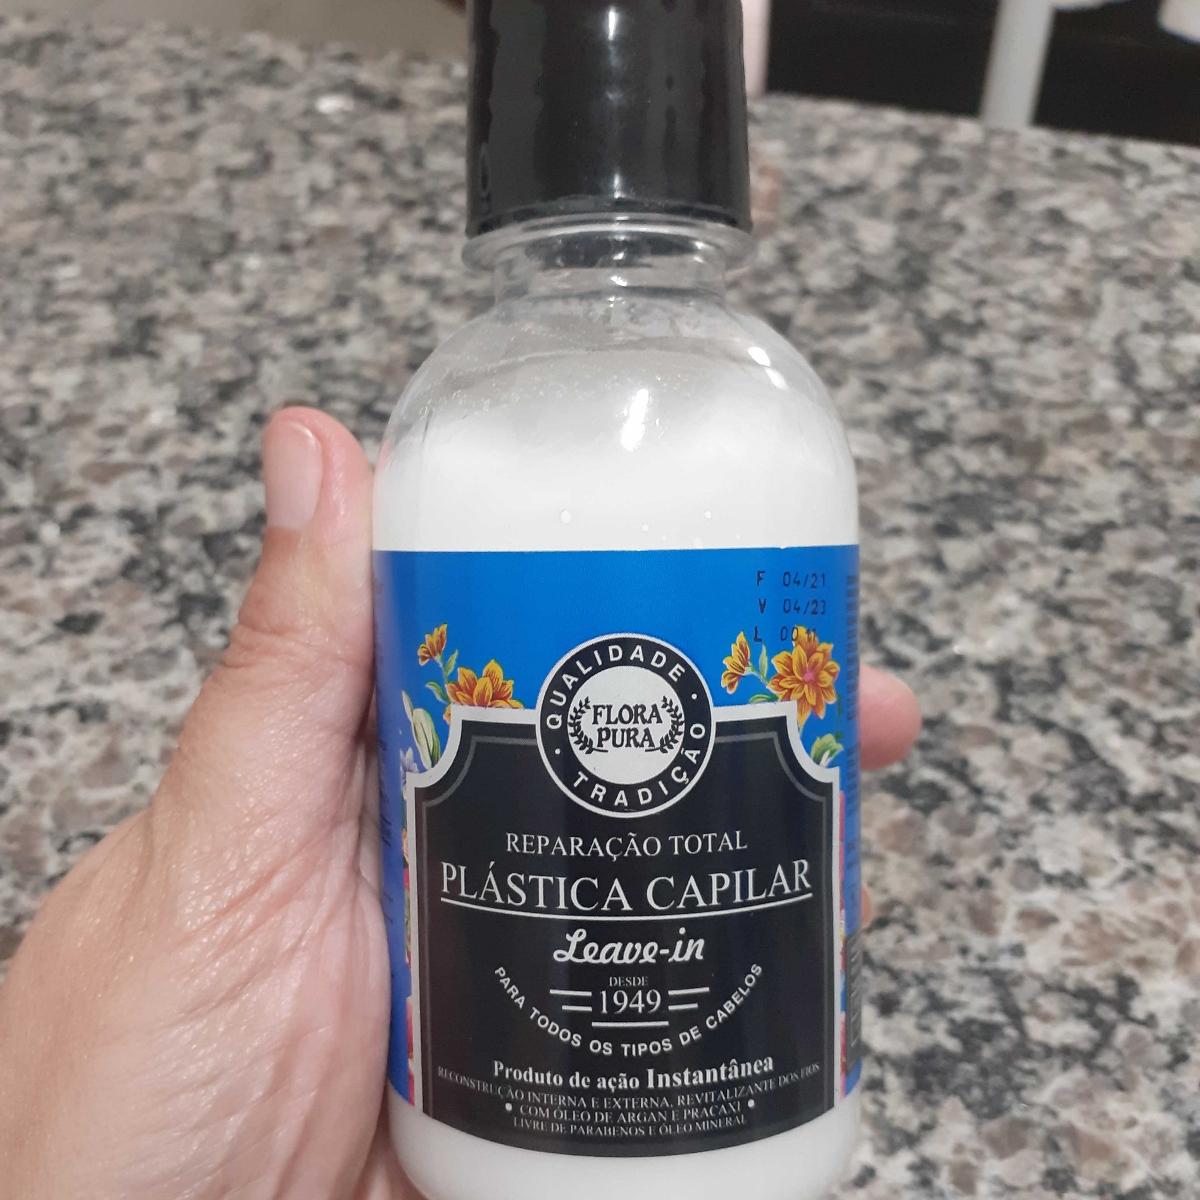 F 04/21
V 04/23
L
QUALIDADE
FLORA
PURA
TRADIÇÃO
REPARAÇÃO TOTAL
PLÁSTICA CAPILAR
Leave-in
DESDE
1949
PARA TODOS OS TIPOS DE CABELOS
Produto de ação Instantânea
RECONSTRUÇÃO INTERNA E EXTERNA, REVITALIZANTE DOS FIOS
• COM ÓLEO DE ARGAN E PRACAXI •
LIVRE DE PARABENOS E ÓLEO MINERAL